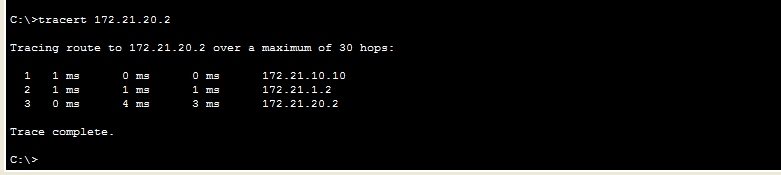 C:\>tracert 172.21.20.2
Tracing route to 172.21.20.2 over a maximum of 30 hops:
1 1 ms 0 ms 0 ms 172.21.10.10
2 1 ms 1 ms 1 ms 172.21.1.2
3 0 ms 4 ms 3 ms 172.21.20.2
Trace complete.
C:\>